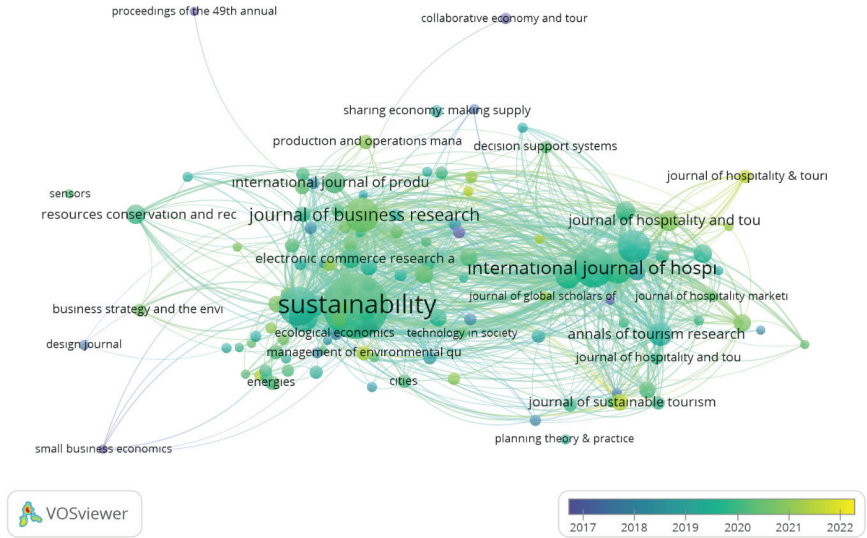 proceedings of the 49th annual
collaborative economy and tour
sharing economy: making supply
production and operations mana
decision support systems
journal of hospitality & touri
international journal of produ
sensors
resources conservation and rec
journal of business research
journal of hospitality and tou
electronic commerce research a
international journal of hospi
sustainability
journal of global scholars of
journal of hospitality marketi
business strategy and the envi
ecological economics
technology in society
annals of tourism research
design journal
management of environmental qu
journal of hospitality and tou
energies
cities
journal of sustainable tourism
planning theory & practice
small business economics
VOSviewer
2017 2018 2019 2020 2021 2022